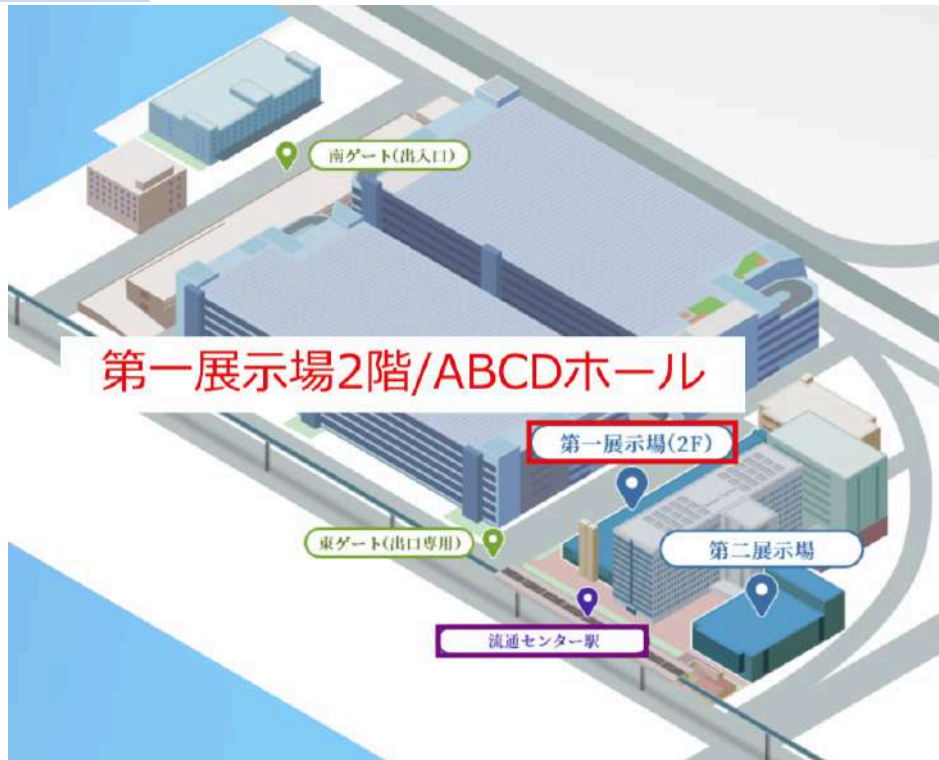 南ゲート(出入口)
第一展示場2階/ABCDホール
第一展示場(2F)
東ゲート(出口専用)
第二展示場
流通センター駅